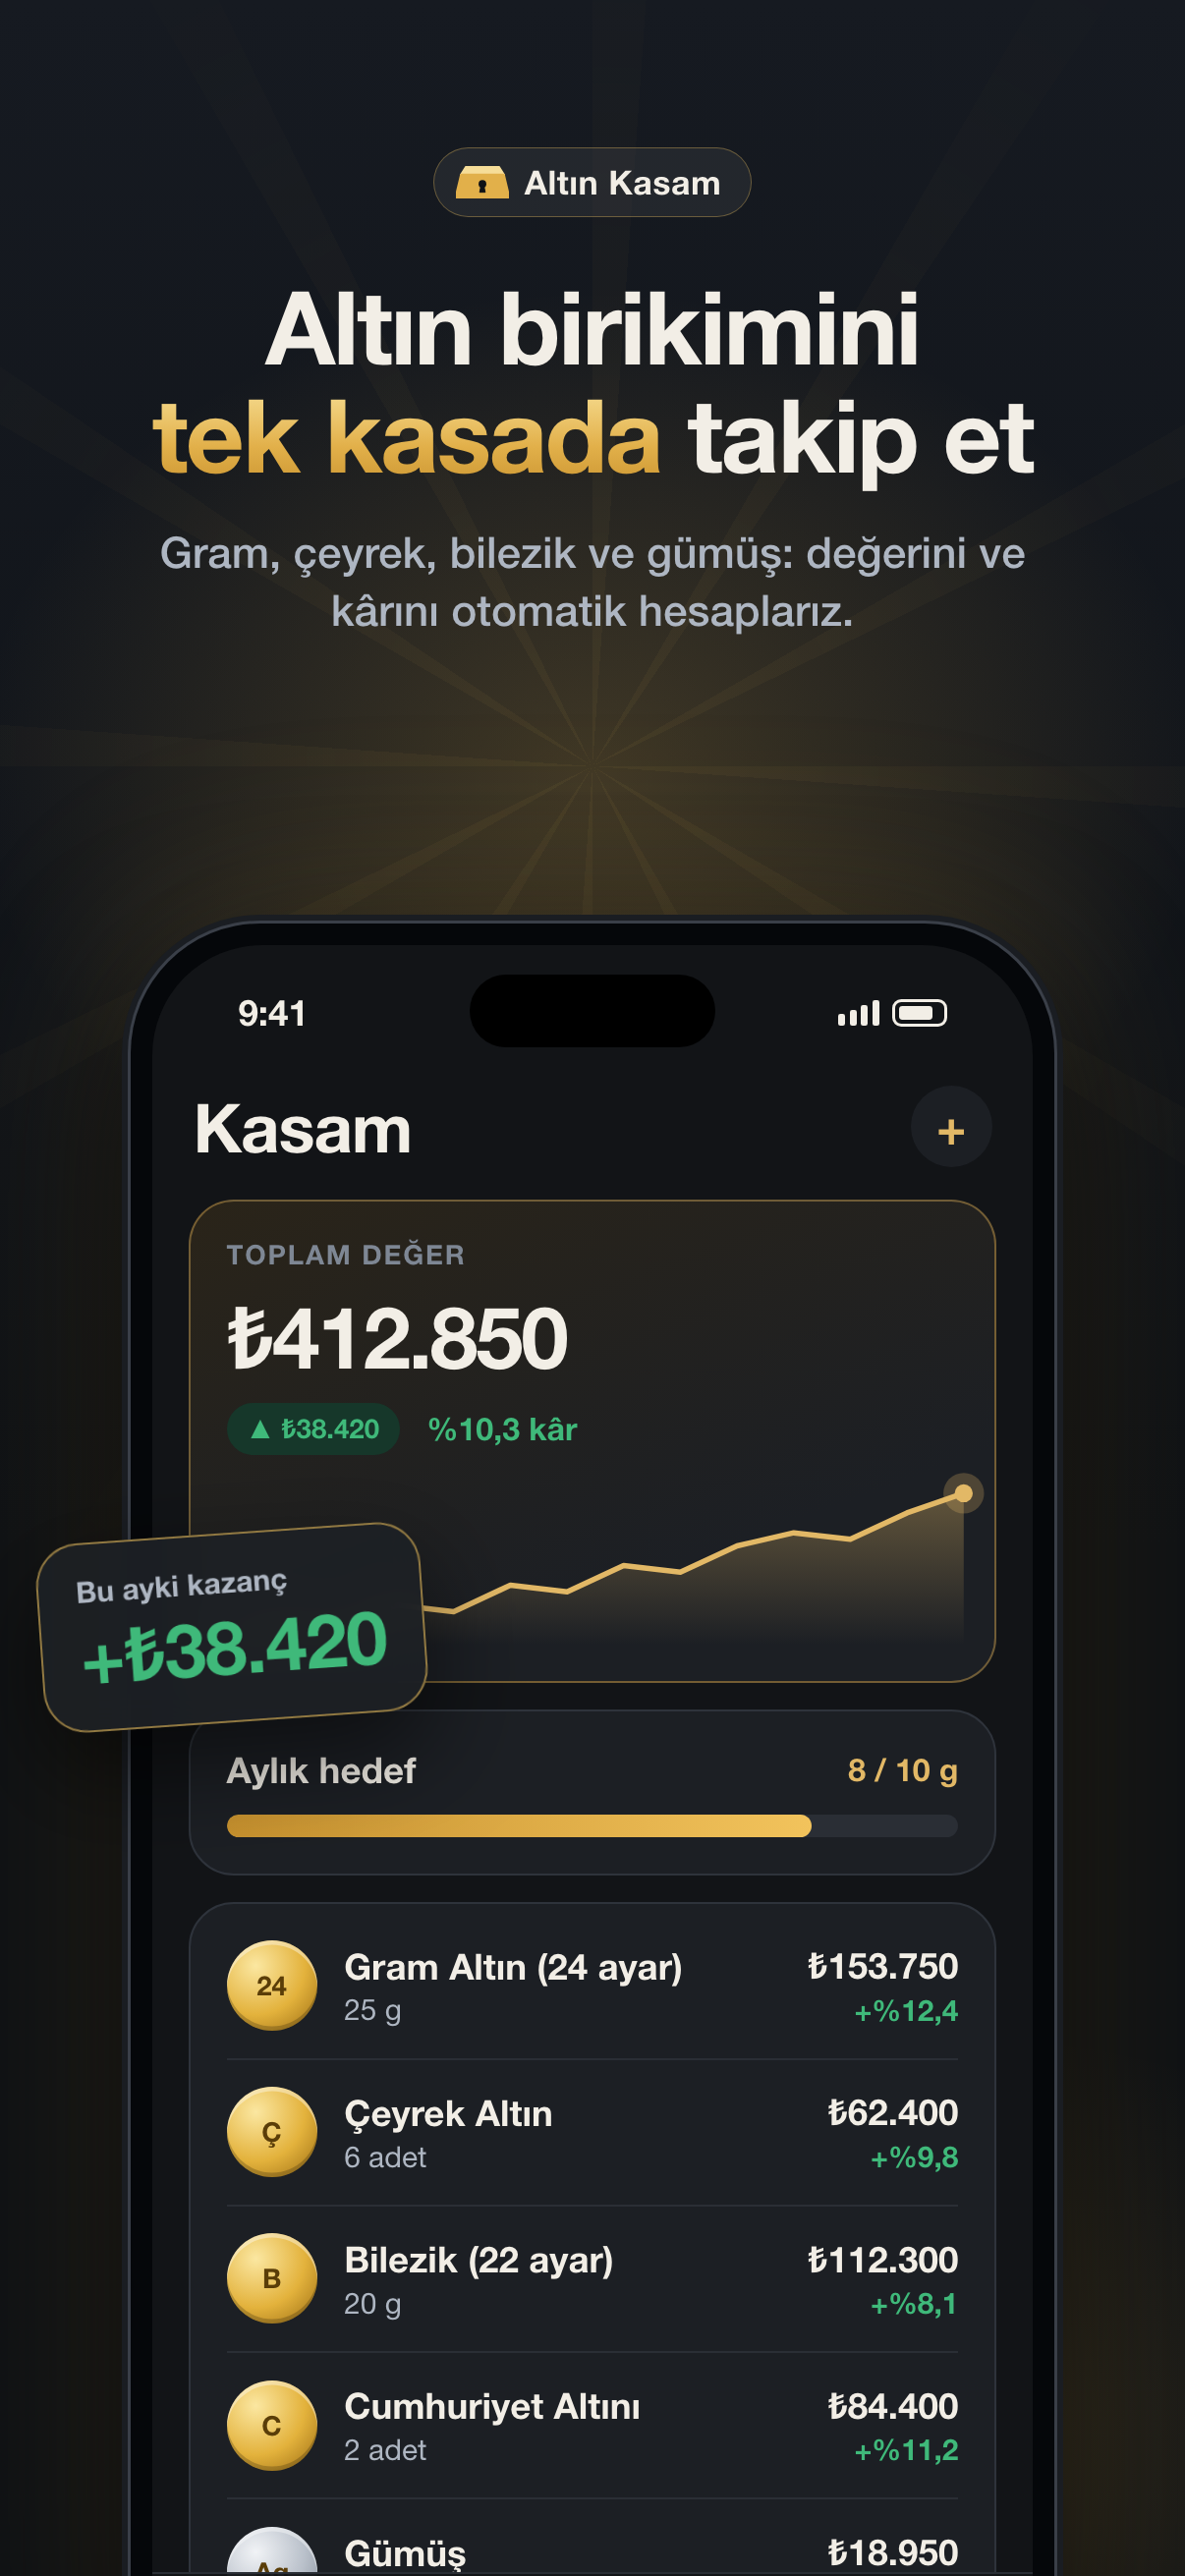 Altın Kasam
Altın birikimini
tek kasada takip et
Gram, çeyrek, bilezik ve gümüş: değerini ve
kârını otomatik hesaplarız.
9:41
Kasam
+
TOPLAM DEĞER
₺412.850
▲ ₺38.420 %10,3 kâr
Bu ayki kazanç
+₺38.420
Aylık hedef 8 / 10 g
24
Gram Altın (24 ayar) ₺153.750
25 g +%12,4
Ç
Çeyrek Altın ₺62.400
6 adet +%9,8
B
Bilezik (22 ayar) ₺112.300
20 g +%8,1
C
Cumhuriyet Altını ₺84.400
2 adet +%11,2
Ag
Gümüş ₺18.950